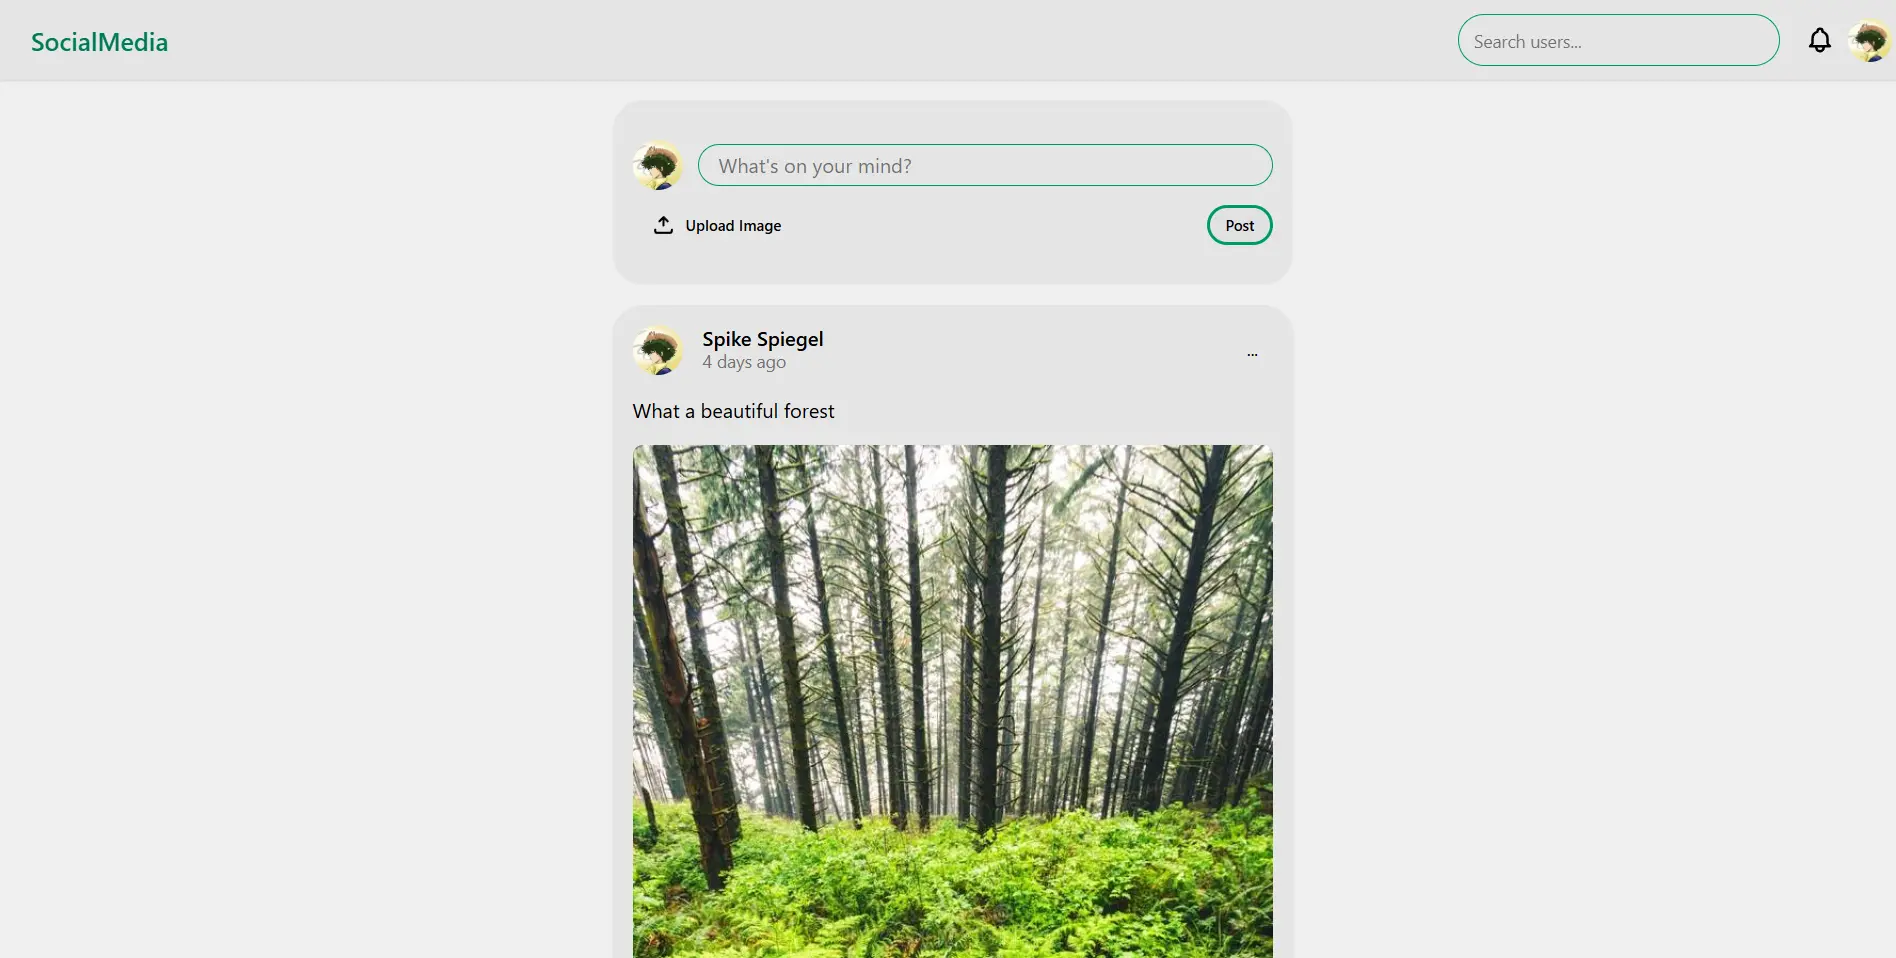 SocialMedia
Search users...
What's on your mind?
Upload Image
Post
Spike Spiegel
4 days ago
...
What a beautiful forest